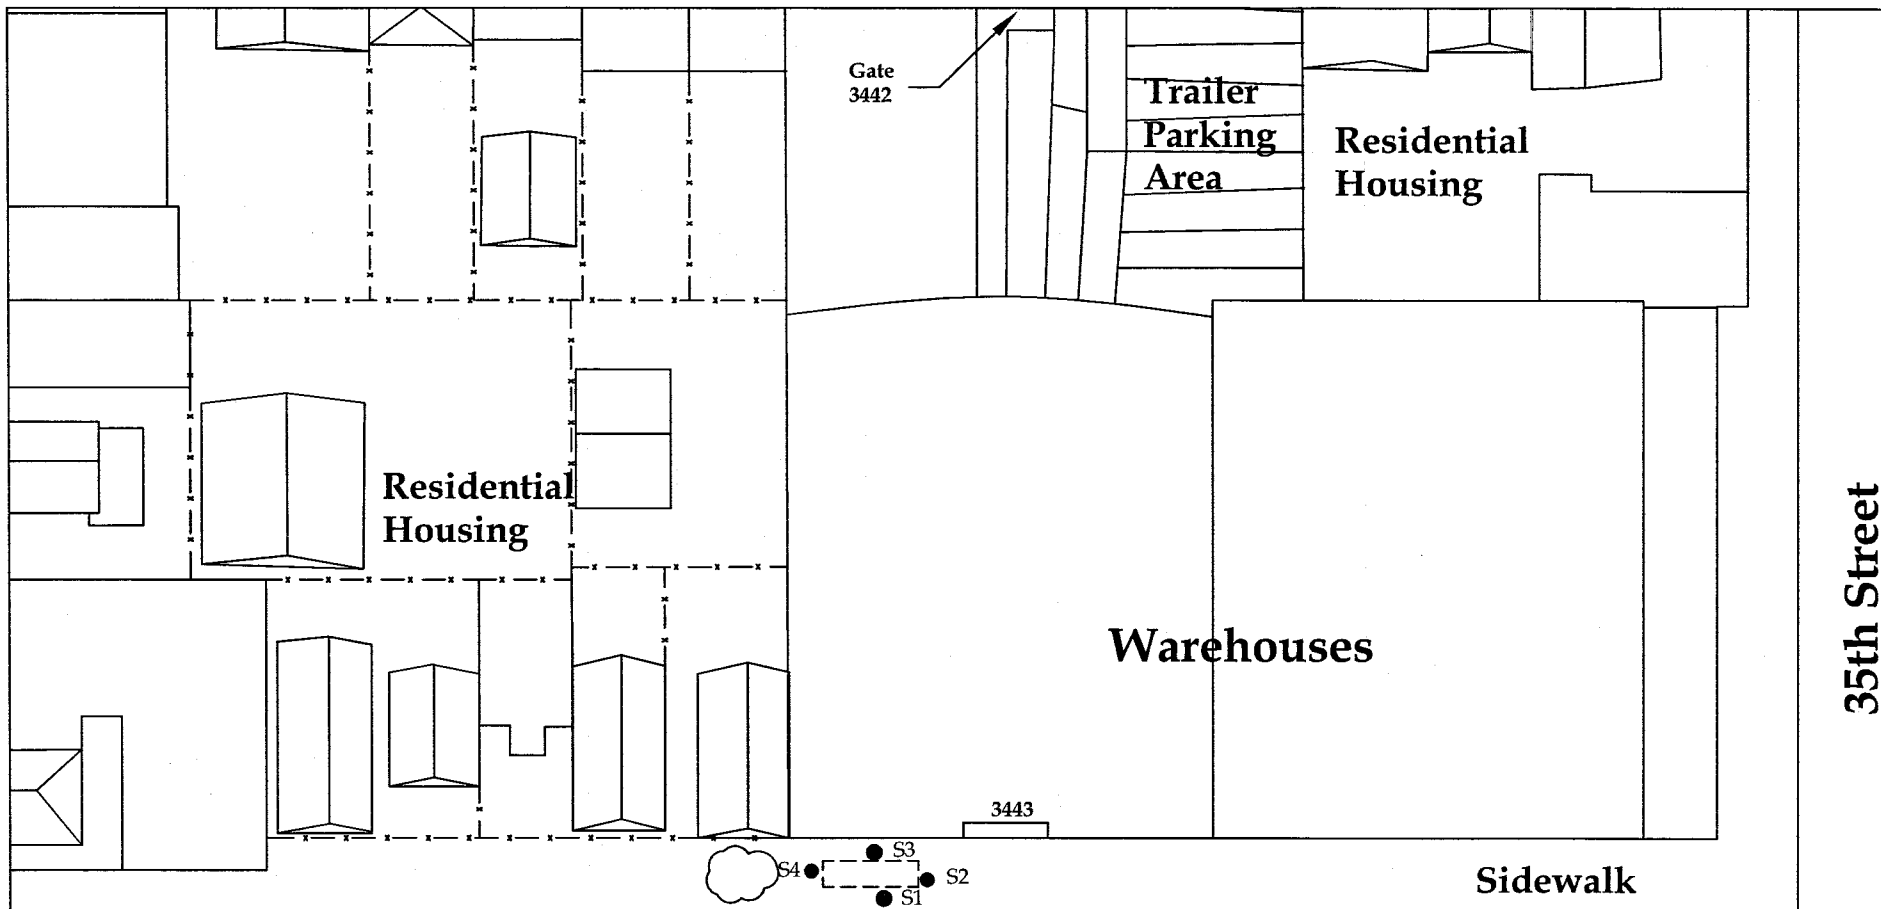 Gate
3442
Trailer
Parking
Area
Residential
Housing
Residential
Housing
35th Street
Warehouses
3443
S3
S4
S2
S1
Sidewalk